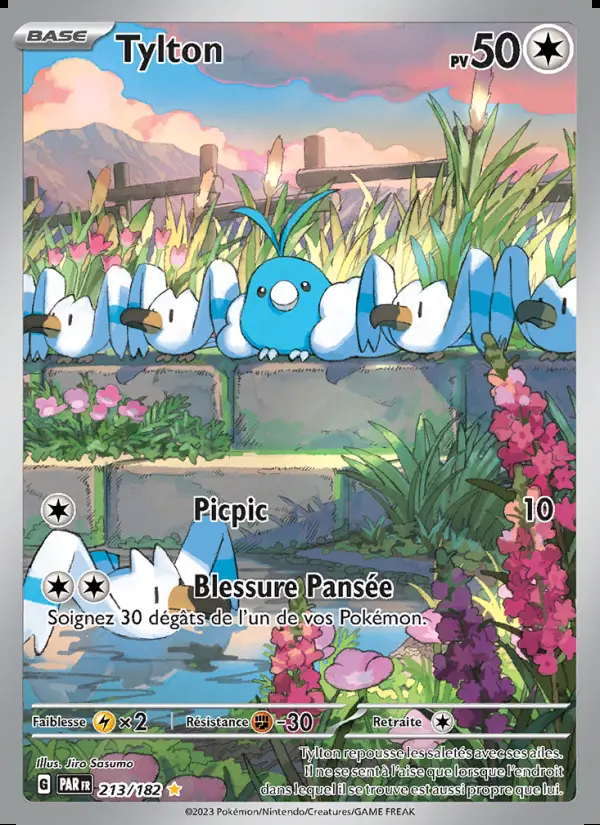 BASE
Tylton
PV 50
Picpic 10
Blessure Pansée
Soignez 30 dégâts de l'un de vos Pokémon.
Faiblesse ×2 Résistance -30 Retraite
Illus. Jiro Sasumo
G PAR FR 213/182
Tylton repousse les saletés avec ses ailes.
Il ne se sent à l'aise que lorsque l'endroit
dans lequel il se trouve est aussi propre que lui.
©2023 Pokémon/Nintendo/Creatures/GAME FREAK